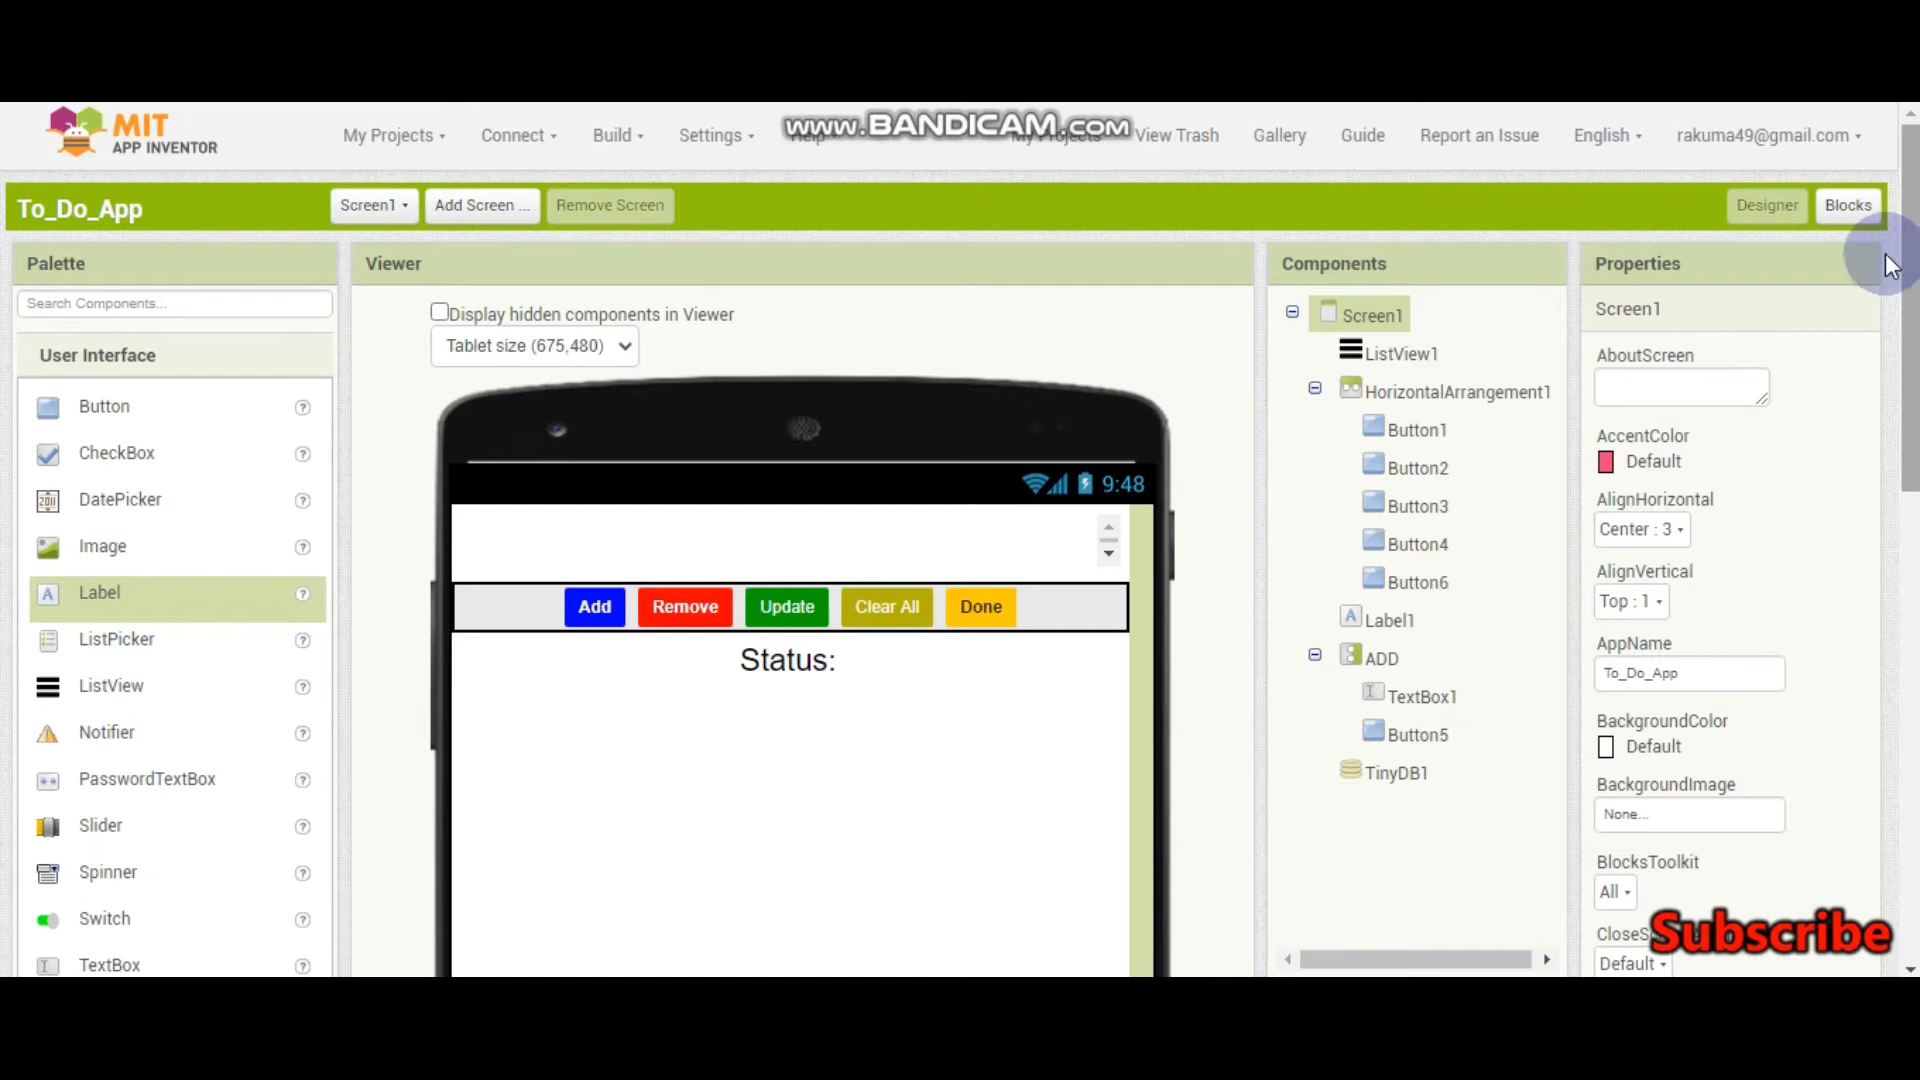 www.BANDICAM.com
MIT
APP INVENTOR
My Projects
Connect
Build
Settings
Help
My Projects
View Trash
Gallery
Guide
Report an Issue
English
rakuma49@gmail.com
To_Do_App
Screen1
Add Screen ...
Remove Screen
Designer
Blocks
Palette
Search Components...
User Interface
Button
CheckBox
DatePicker
Image
Label
ListPicker
ListView
Notifier
PasswordTextBox
Slider
Spinner
Switch
TextBox
Viewer
Display hidden components in Viewer
Tablet size (675,480)
9:48
Add
Remove
Update
Clear All
Done
Status:
Components
Screen1
ListView1
HorizontalArrangement1
Button1
Button2
Button3
Button4
Button6
Label1
ADD
TextBox1
Button5
TinyDB1
Properties
Screen1
AboutScreen
AccentColor
Default
AlignHorizontal
Center : 3
AlignVertical
Top : 1
AppName
To_Do_App
BackgroundColor
Default
BackgroundImage
None...
BlocksToolkit
All
CloseS
Default
Subscribe